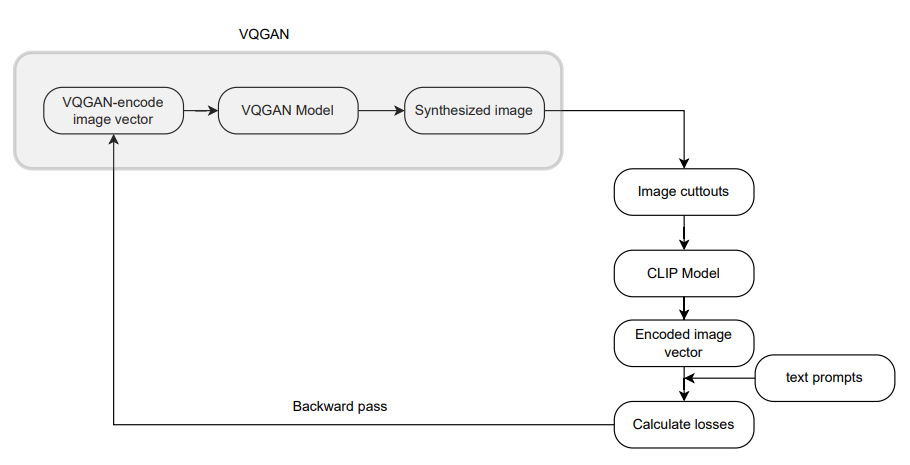 VQGAN
VQGAN-encode
image vector
VQGAN Model
Synthesized image
Image cuttouts
CLIP Model
Encoded image
vector
text prompts
Backward pass
Calculate losses